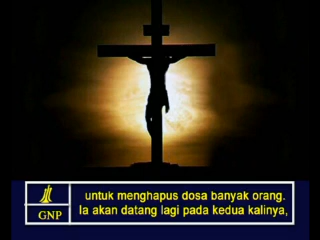 untuk menghapus dosa banyak orang.
Ia akan datang lagi pada kedua kalinya,
GNP